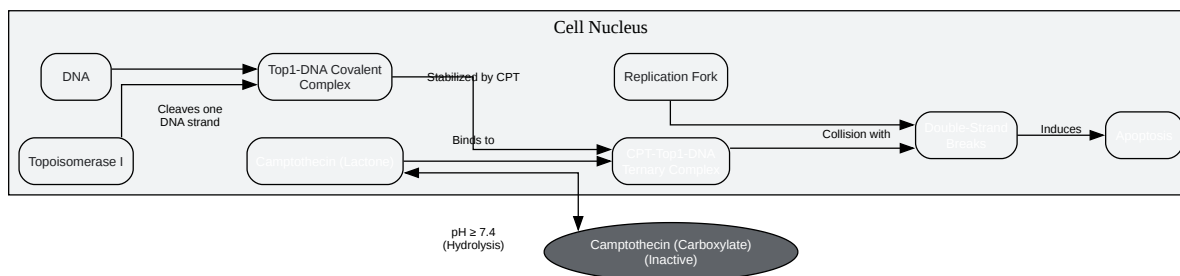 Cell Nucleus
DNA
Top1-DNA Covalent
Complex
Stabilized by CPT
Replication Fork
Cleaves one
DNA strand
Topoisomerase I
Camptothecin (Lactone)
Binds to
CPT-Top1-DNA
Ternary Complex
Collision with
Double-Strand
Breaks
Induces
Apoptosis
pH ≥ 7.4
(Hydrolysis)
Camptothecin (Carboxylate)
(Inactive)